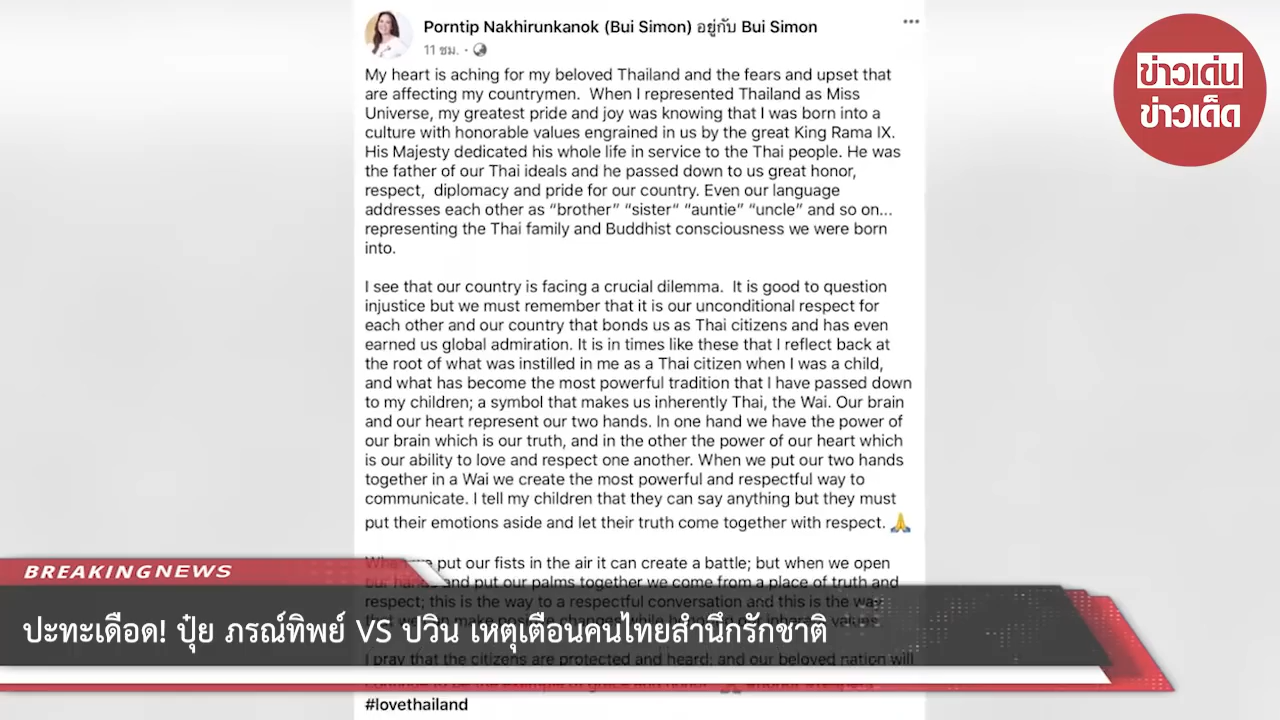 Porntip Nakhirunkanok (Bui Simon) อยู่กับ Bui Simon
11 ชม.
ข่าวเด่น
ข่าวเด็ด
My heart is aching for my beloved Thailand and the fears and upset that
are affecting my countrymen.  When I represented Thailand as Miss
Universe, my greatest pride and joy was knowing that I was born into a
culture with honorable values engrained in us by the great King Rama IX.
His Majesty dedicated his whole life in service to the Thai people. He was
the father of our Thai ideals and he passed down to us great honor,
respect,  diplomacy and pride for our country. Even our language
addresses each other as “brother” “sister“ “auntie” “uncle” and so on...
representing the Thai family and Buddhist consciousness we were born
into.
I see that our country is facing a crucial dilemma.  It is good to question
injustice but we must remember that it is our unconditional respect for
each other and our country that bonds us as Thai citizens and has even
earned us global admiration. It is in times like these that I reflect back at
the root of what was instilled in me as a Thai citizen when I was a child,
and what has become the most powerful tradition that I have passed down
to my children; a symbol that makes us inherently Thai, the Wai. Our brain
and our heart represent our two hands. In one hand we have the power of
our brain which is our truth, and in the other the power of our heart which
is our ability to love and respect one another. When we put our two hands
together in a Wai we create the most powerful and respectful way to
communicate. I tell my children that they can say anything but they must
put their emotions aside and let their truth come together with respect. 🙏
put our fists in the air it can create a battle; but when we open
our hands and put our palms together we come from a place of truth and
respect; this is the way to a respectful conversation and this is the way
BREAKING NEWS
ปะทะเดือด! ปุ๋ย ภรณ์ทิพย์ VS ปวิน เหตุเตือนคนไทยสำนึกรักชาติ
I pray that the citizens are protected and heard; and our beloved nation will
#lovethailand